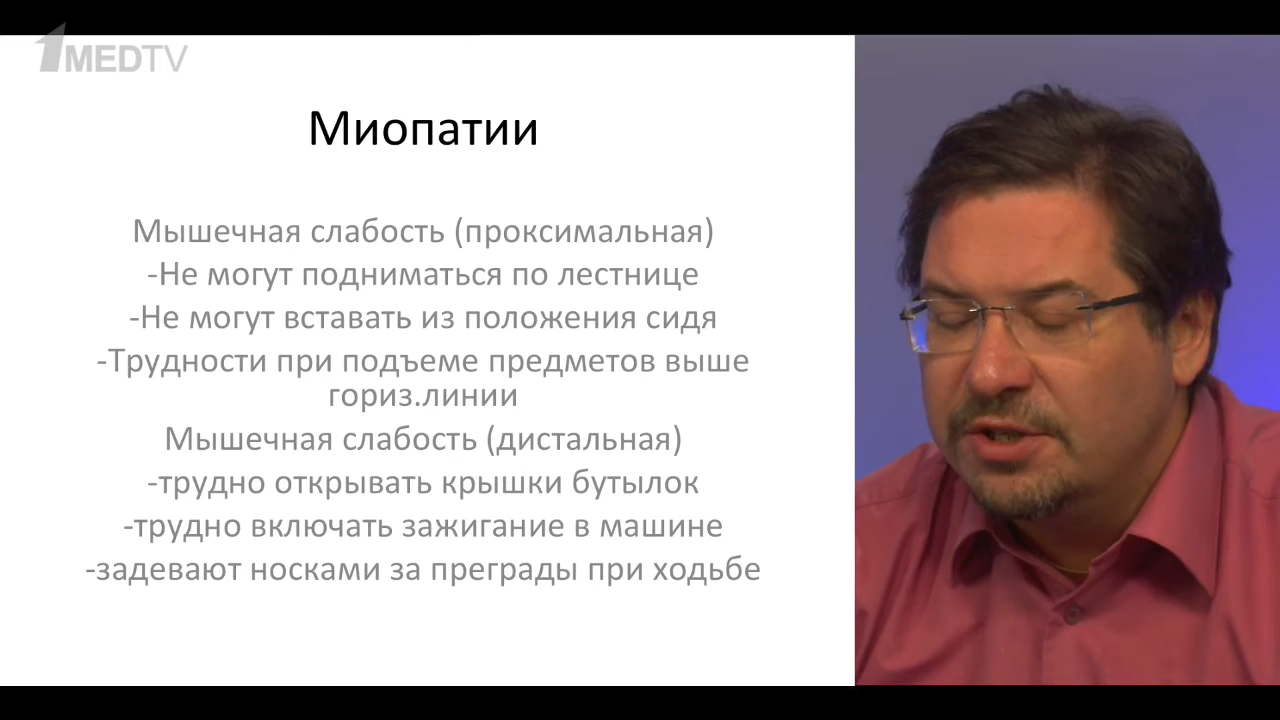 1MEDTV
Миопатии
Мышечная слабость (проксимальная)
-Не могут подниматься по лестнице
-Не могут вставать из положения сидя
-Трудности при подъеме предметов выше
гориз.линии
Мышечная слабость (дистальная)
-трудно открывать крышки бутылок
-трудно включать зажигание в машине
-задевают носками за преграды при ходьбе